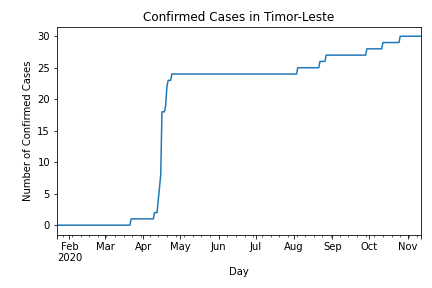 Confirmed Cases in Timor-Leste
Number of Confirmed Cases
30
25
20
15
10
5
0
Feb Mar Apr May Jun Jul Aug Sep Oct Nov
2020
Day